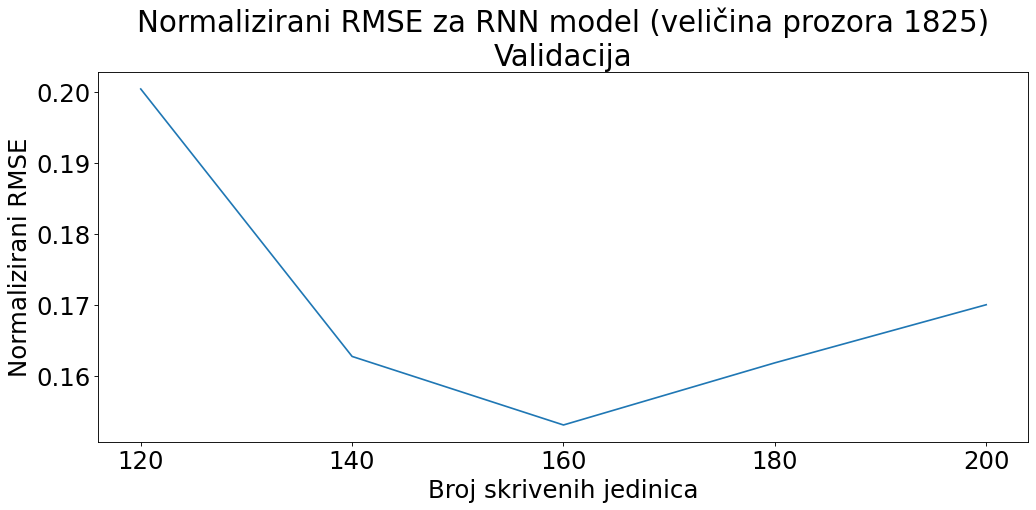 Normalizirani RMSE za RNN model (veličina prozora 1825)
Validacija
Normalizirani RMSE
0.20
0.19
0.18
0.17
0.16
120 140 160 180 200
Broj skrivenih jedinica